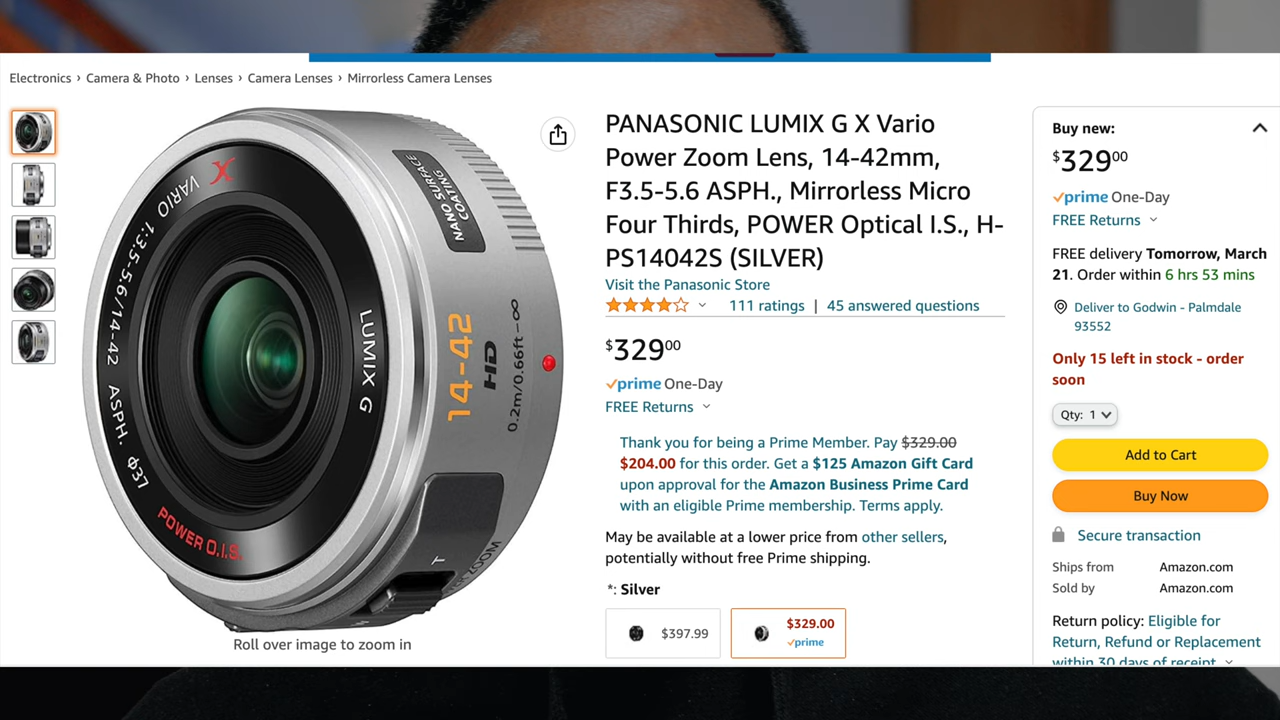 Electronics › Camera & Photo › Lenses › Camera Lenses › Mirrorless Camera Lenses
VARIO X
1:3.5-5.6/14-42 ASPH. ø37
LUMIX G
POWER O.I.S.
NANO SURFACE
COATING
14-42
HD
0.2m/0.66ft-∞
T
ZOOM
Roll over image to zoom in
PANASONIC LUMIX G X Vario
Power Zoom Lens, 14-42mm,
F3.5-5.6 ASPH., Mirrorless Micro
Four Thirds, POWER Optical I.S., H-
PS14042S (SILVER)
Visit the Panasonic Store
111 ratings | 45 answered questions
$32900
prime One-Day
FREE Returns
Thank you for being a Prime Member. Pay $329.00
$204.00 for this order. Get a $125 Amazon Gift Card
upon approval for the Amazon Business Prime Card
with an eligible Prime membership. Terms apply.
May be available at a lower price from other sellers,
potentially without free Prime shipping.
*: Silver
$397.99
$329.00
prime
Buy new:
$32900
prime One-Day
FREE Returns
FREE delivery Tomorrow, March
21. Order within 6 hrs 53 mins
Deliver to Godwin - Palmdale
93552
Only 15 left in stock - order
soon
Qty: 1
Add to Cart
Buy Now
Secure transaction
Ships from Amazon.com
Sold by Amazon.com
Return policy: Eligible for
Return, Refund or Replacement
within 30 days of receipt